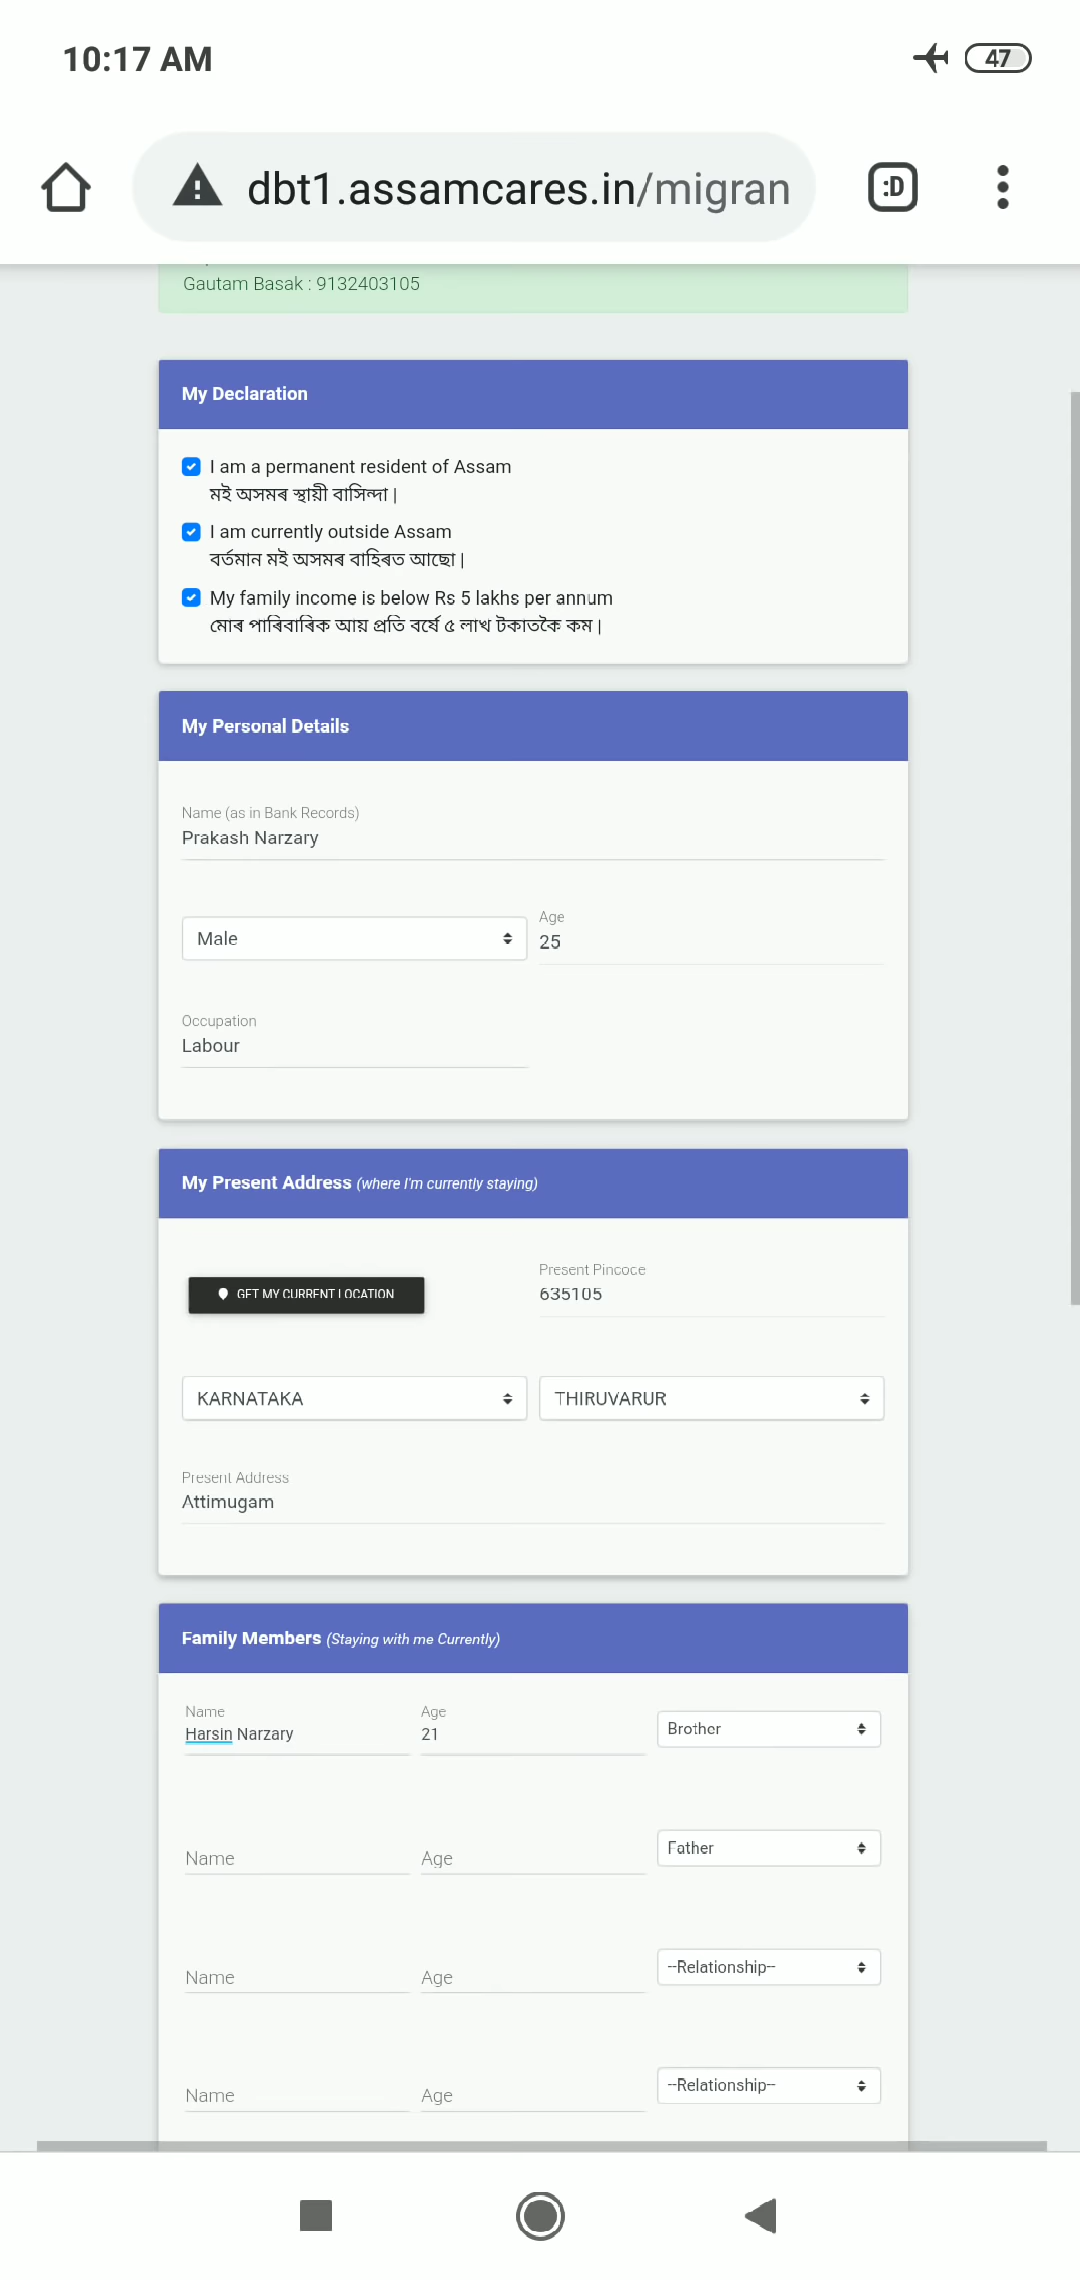 10:17 AM
47
dbt1.assamcares.in/migran
:D
Gautam Basak : 9132403105
My Declaration
I am a permanent resident of Assam
মই অসমৰ স্থায়ী বাসিন্দা |
I am currently outside Assam
বৰ্তমান মই অসমৰ বাহিৰত আছো |
My family income is below Rs 5 lakhs per annum
মোৰ পাৰিবাৰিক আয় প্ৰতি বৰ্ষে ৫ লাখ টকাতকৈ কম |
My Personal Details
Name (as in Bank Records)
Prakash Narzary
Male
Age
25
Occupation
Labour
My Present Address (where I'm currently staying)
GET MY CURRENT LOCATION
Present Pincode
635105
KARNATAKA
THIRUVARUR
Present Address
Attimugam
Family Members (Staying with me Currently)
Name
Age
Harsin Narzary
21
Brother
Name
Age
Father
Name
Age
--Relationship--
Name
Age
--Relationship--